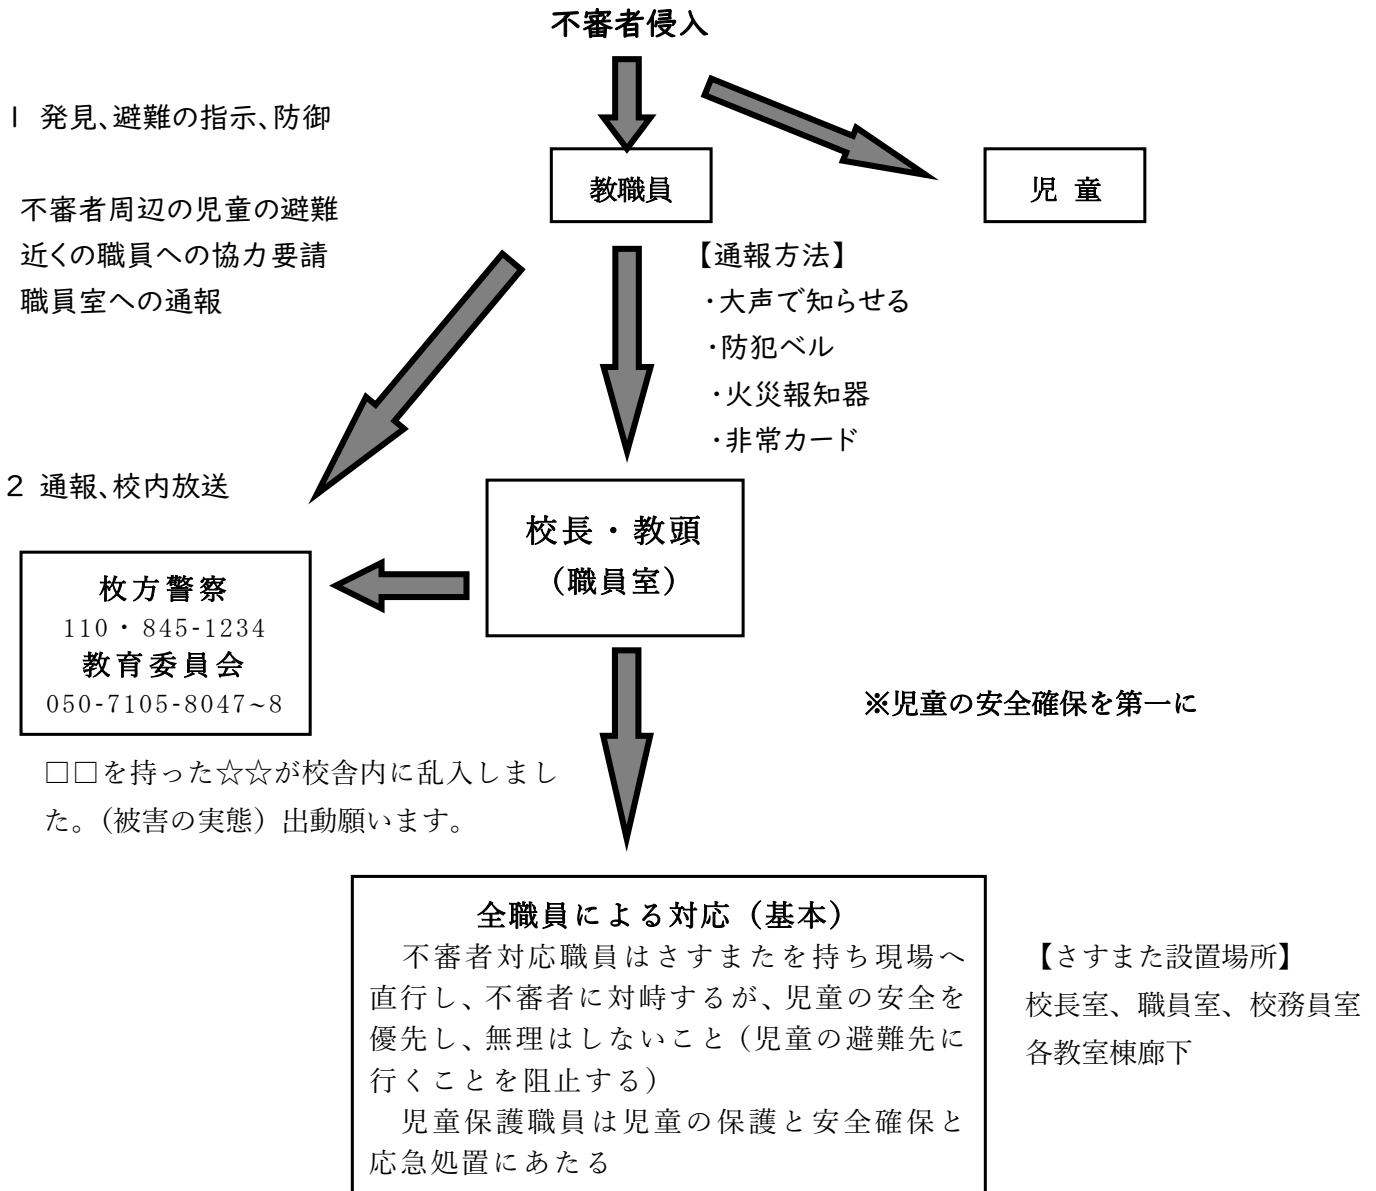 不審者侵入
1 発見、避難の指示、防御
教職員
児 童
不審者周辺の児童の避難
近くの職員への協力要請
職員室への通報
【通報方法】
・大声で知らせる
・防犯ベル
・火災報知器
・非常カード
2 通報、校内放送
校長・教頭
（職員室）
枚方警察
110・845-1234
教育委員会
050-7105-8047~8
※児童の安全確保を第一に
□□を持った☆☆が校舎内に乱入しまし
た。（被害の実態）出動願います。
全職員による対応（基本）
不審者対応職員はさすまたを持ち現場へ
直行し、不審者に対峙するが、児童の安全を
優先し、無理はしないこと（児童の避難先に
行くことを阻止する）
児童保護職員は児童の保護と安全確保と
応急処置にあたる
【さすまた設置場所】
校長室、職員室、校務員室
各教室棟廊下